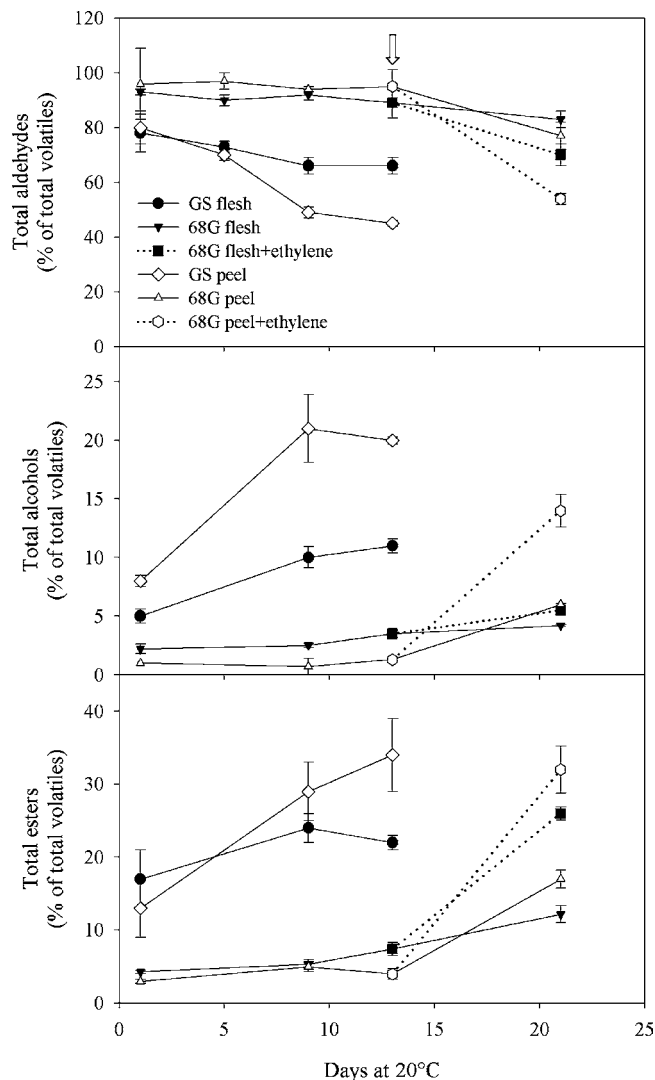 120
100
80
60
40
20
0
Total aldehydes
(% of total volatiles)
GS flesh
68G flesh
68G flesh+ethylene
GS peel
68G peel
68G peel+ethylene
25
20
15
10
5
0
Total alcohols
(% of total volatiles)
40
30
20
10
0
Total esters
(% of total volatiles)
0 5 10 15 20 25
Days at 20°C